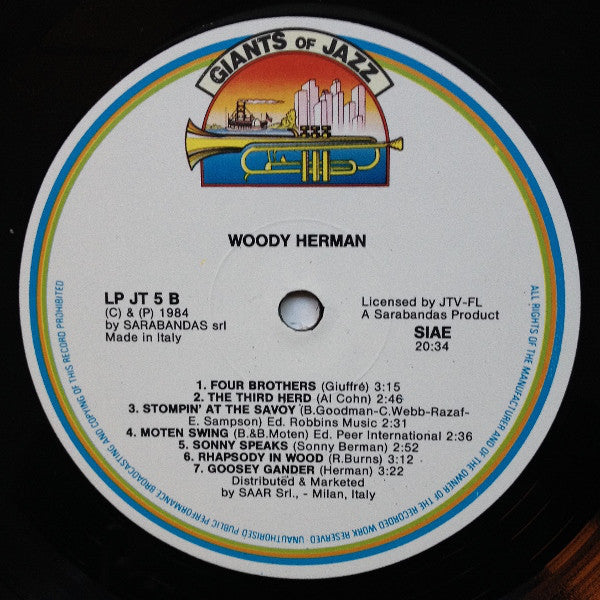 GIANTS OF JAZZ
WOODY HERMAN
LP JT 5 B
(C) & (P) 1984
by SARABANDAS srl
Made in Italy
Licensed by JTV-FL
A Sarabandas Product
SIAE
20:34
1. FOUR BROTHERS (Giuffré) 3:15
2. THE THIRD HERD (Al Cohn) 2:46
3. STOMPIN' AT THE SAVOY (B.Goodman-C.Webb-Razaf-
E. Sampson) Ed. Robbins Music 2:31
4. MOTEN SWING (B.&B.Moten) Ed. Peer International 2:36
5. SONNY SPEAKS (Sonny Berman) 2:52
6. RHAPSODY IN WOOD (R.Burns) 3:12
7. GOOSEY GANDER (Herman) 3:22
Distributed & Marketed
by SAAR Srl., - Milan, Italy
ALL RIGHTS OF THE MANUFACTURER AND OF THE OWNER OF THE RECORDED WORK RESERVED · UNAUTHORISED PUBLIC PERFORMANCE BROADCASTING AND COPYING OF THIS RECORD PROHIBITED